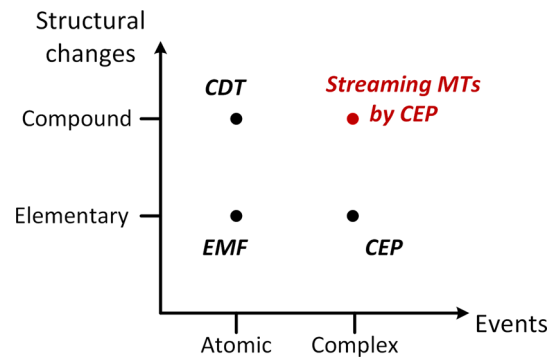 Structural
changes
CDT
Streaming MTs
by CEP
Compound
Elementary
EMF
CEP
Events
Atomic
Complex